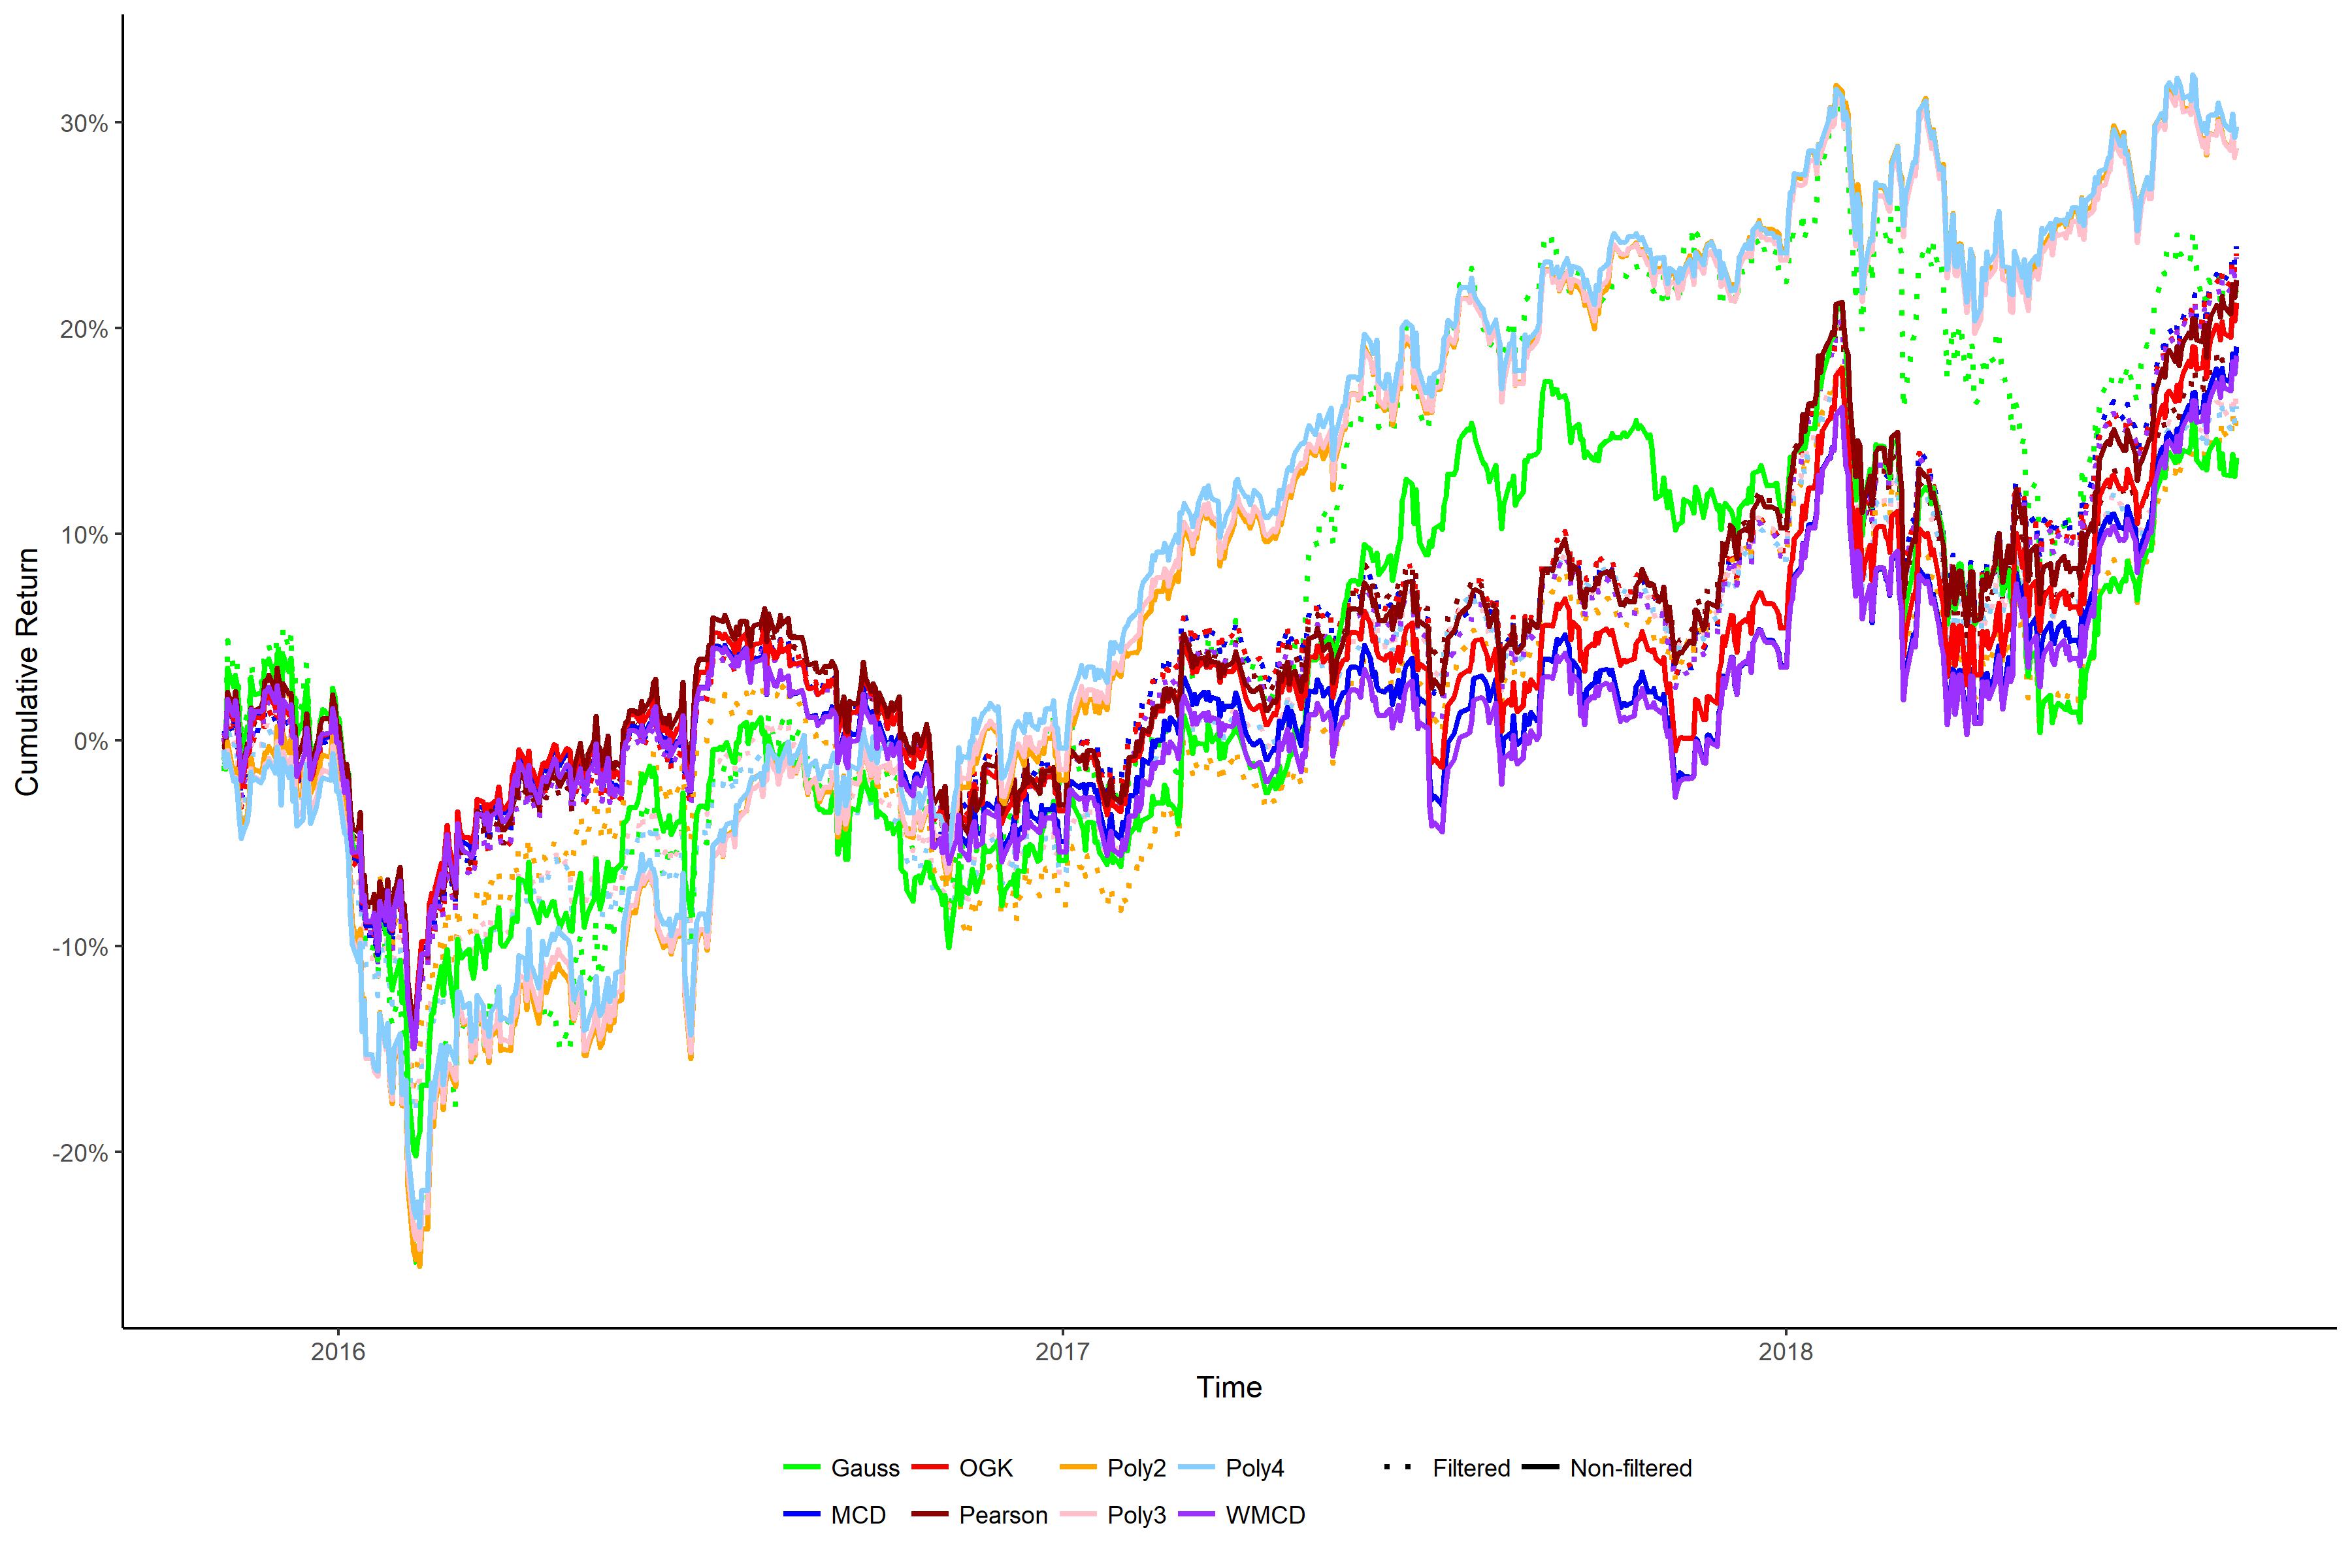 Cumulative Return
30%
20%
10%
0%
-10%
-20%
2016 2017 2018
Time
Gauss OGK Poly2 Poly4 Filtered Non-filtered
MCD Pearson Poly3 WMCD